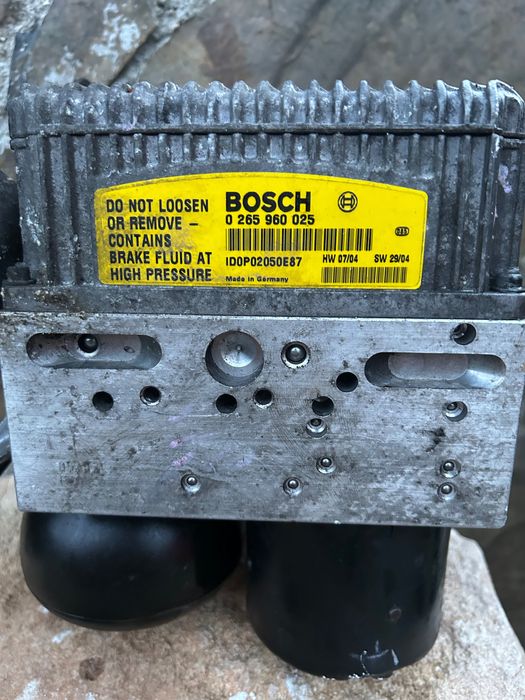 DO NOT LOOSEN
OR REMOVE –
CONTAINS
BRAKE FLUID AT
HIGH PRESSURE
BOSCH
0 265 960 025
1D0P02050E87
HW 07/04 SW 29/04
Made in Germany